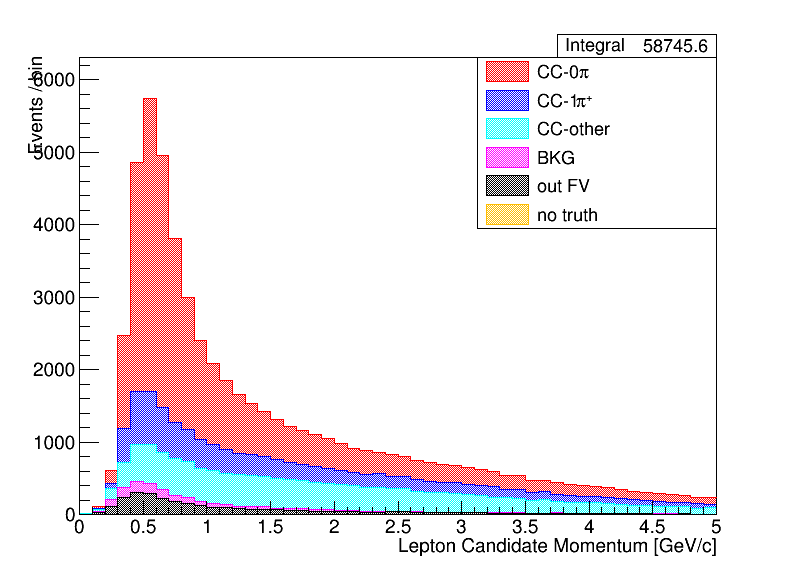 Integral 58745.6
Events / bin
CC-0π
CC-1π⁺
CC-other
BKG
out FV
no truth
6000
5000
4000
3000
2000
1000
0
0 0.5 1 1.5 2 2.5 3 3.5 4 4.5 5
Lepton Candidate Momentum [GeV/c]